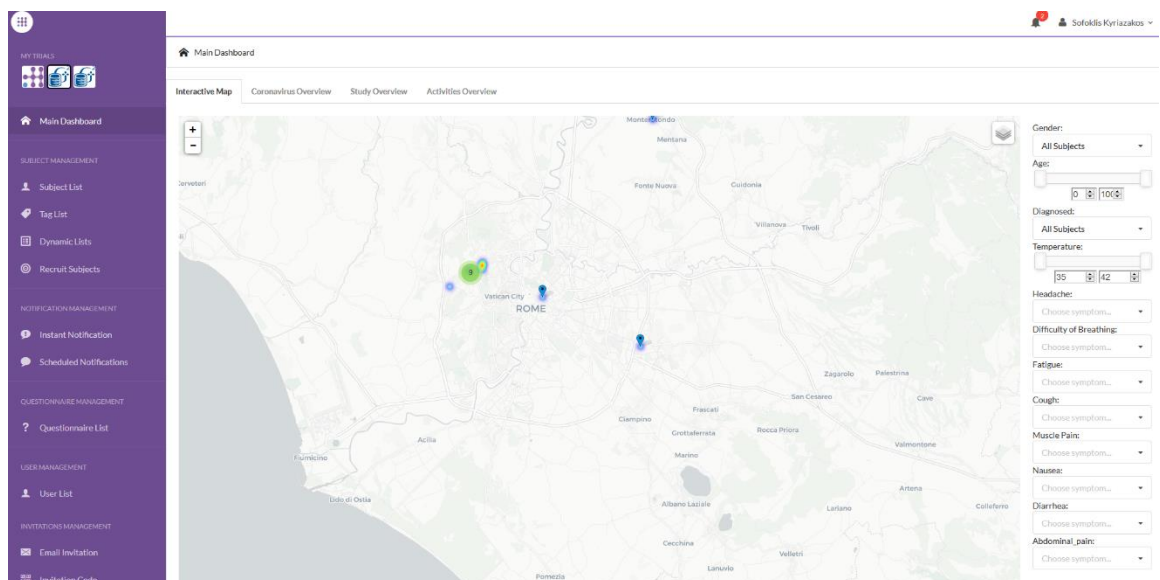 2
Sofoklis Kyriazakos
MY TRIALS
Main Dashboard
SUBJECT MANAGEMENT
Subject List
Tag List
Dynamic Lists
Recruit Subjects
NOTIFICATION MANAGEMENT
Instant Notification
Scheduled Notifications
QUESTIONNAIRE MANAGEMENT
? Questionnaire List
USER MANAGEMENT
User List
INVITATIONS MANAGEMENT
Email Invitation
Invitation Code
Main Dashboard
Interactive Map Coronavirus Overview Study Overview Activities Overview
+
-
Mentana
Cerveteri
Fonte Nuova
Guidonia
Villanova
Tivoli
9
Vatican City
ROME
Zagarolo
Palestrina
San Cesareo
Cave
Ciampino
Frascati
Grottaferrata
Rocca Priora
Acilia
Marino
Valmontone
Fiumicino
Lido di Ostia
Albano Laziale
Artena
Lariano
Colleferro
Cecchina
Velletri
Lanuvio
Pomezia
Gender:
All Subjects
Age:
0 100
Diagnosed:
All Subjects
Temperature:
35 42
Headache:
Choose symptom...
Difficulty of Breathing:
Choose symptom...
Fatigue:
Choose symptom...
Cough:
Choose symptom...
Muscle Pain:
Choose symptom...
Nausea:
Choose symptom...
Diarrhea:
Choose symptom...
Abdominal_pain:
Choose symptom...